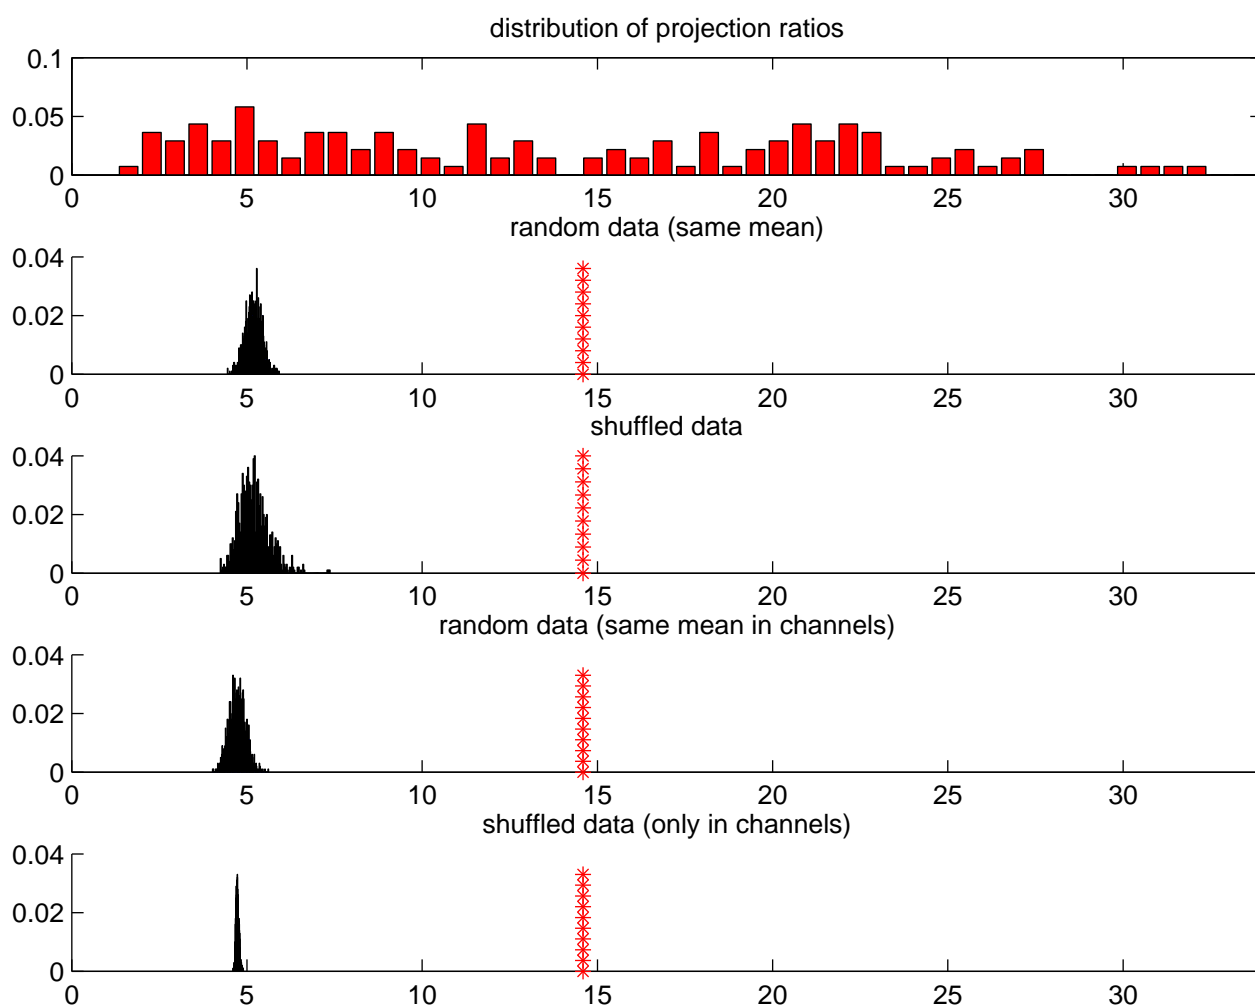 distribution of projection ratios
0.1
0.05
0
0 5 10 15 20 25 30
random data (same mean)
0.04
0.02
0
0 5 10 15 20 25 30
shuffled data
0.04
0.02
0
0 5 10 15 20 25 30
random data (same mean in channels)
0.04
0.02
0
0 5 10 15 20 25 30
shuffled data (only in channels)
0.04
0.02
0
0 5 10 15 20 25 30